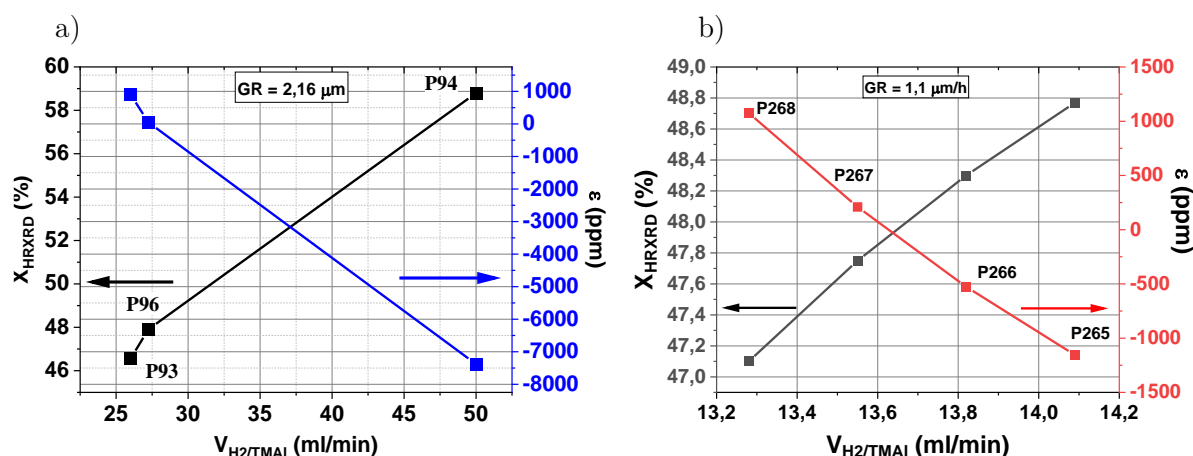 a)
GR = 2,16 µm
P94
P96
P93
60
58
56
54
52
50
48
46
X_HRXRD (%)
1000
0
-1000
-2000
-3000
-4000
-5000
-6000
-7000
-8000
ε (ppm)
25 30 35 40 45 50
V_H2/TMAl (ml/min)
b)
GR = 1,1 µm/h
P268
P267
P266
P265
49,0
48,8
48,6
48,4
48,2
48,0
47,8
47,6
47,4
47,2
47,0
X_HRXRD (%)
1500
1000
500
0
-500
-1000
-1500
ε (ppm)
13,2 13,4 13,6 13,8 14,0 14,2
V_H2/TMAl (ml/min)